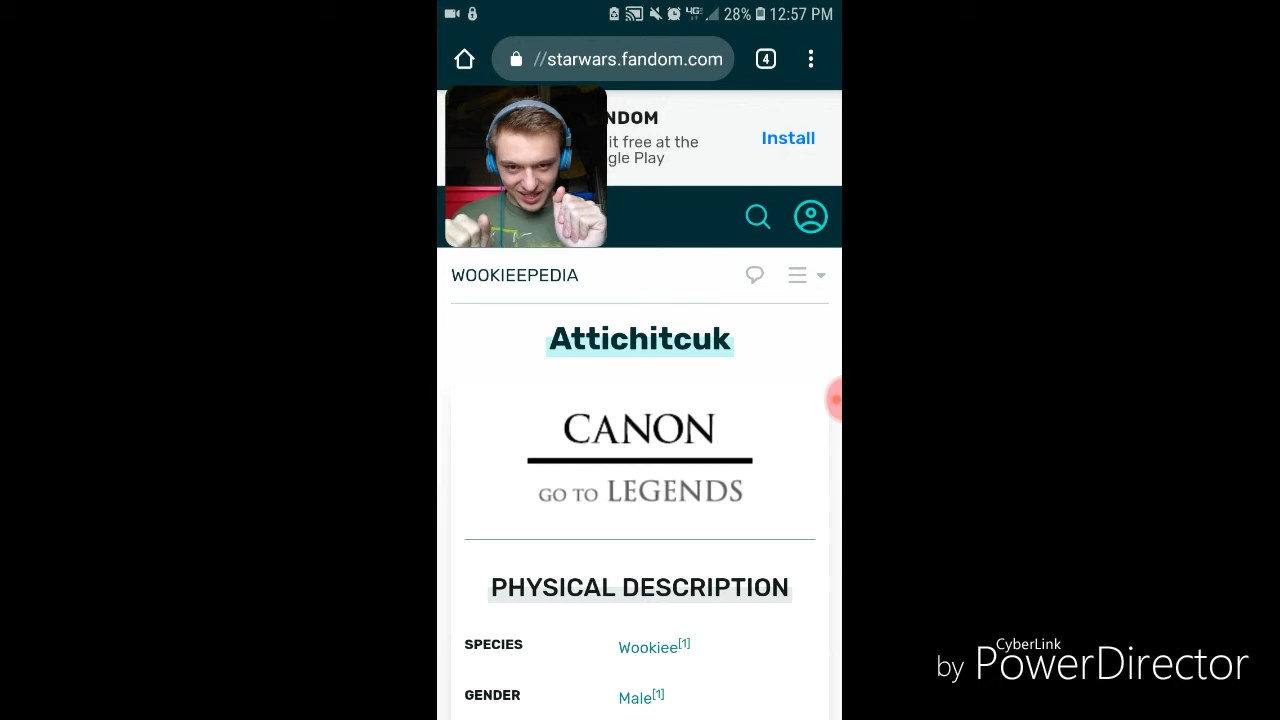 4G 28% 12:57 PM
//starwars.fandom.com 4
NDOM
it free at the
gle Play
Install
WOOKIEEPEDIA
Attichitcuk
CANON
GO TO LEGENDS
PHYSICAL DESCRIPTION
SPECIES Wookiee[1]
GENDER Male[1]
CyberLink
by PowerDirector